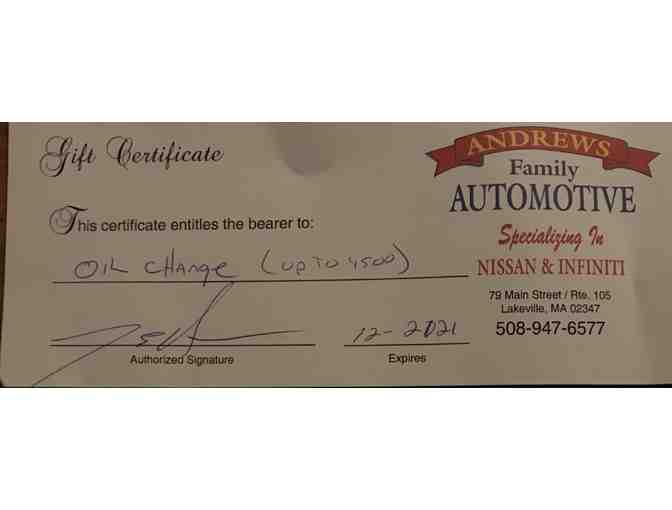 Gift Certificate
This certificate entitles the bearer to:
OIL CHANGE (UP TO 4500)
Authorized Signature
12-2021
Expires
ANDREWS
Family
AUTOMOTIVE
Specializing In
NISSAN & INFINITI
79 Main Street / Rte. 105
Lakeville, MA 02347
508-947-6577